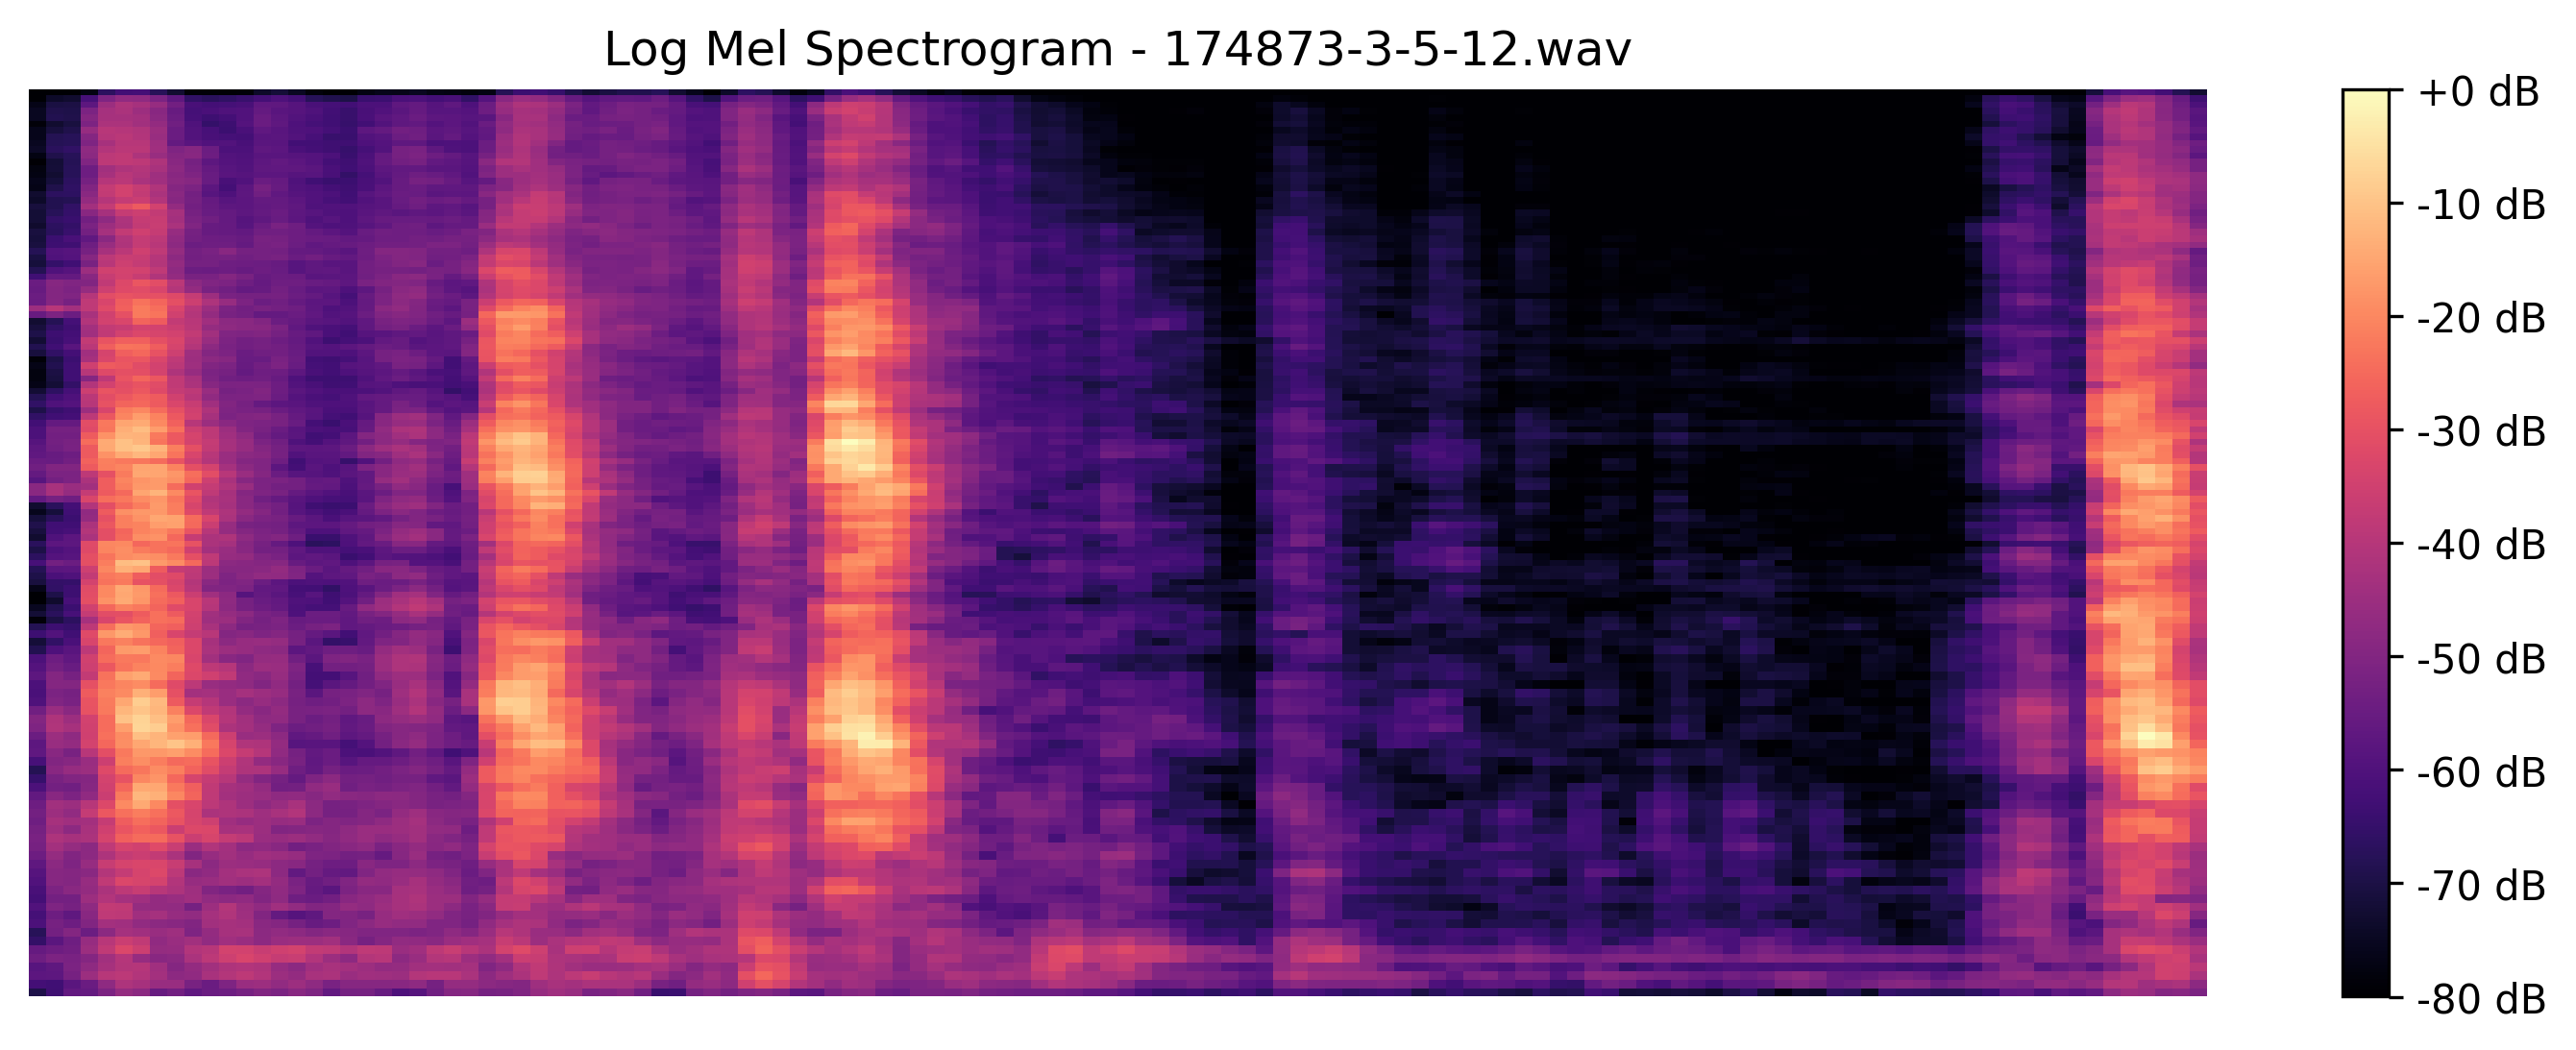 Log Mel Spectrogram - 174873-3-5-12.wav
+0 dB
-10 dB
-20 dB
-30 dB
-40 dB
-50 dB
-60 dB
-70 dB
-80 dB